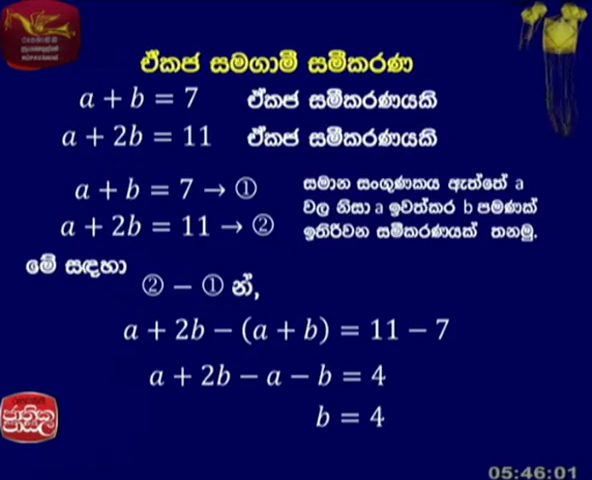 ඒකජ සමගාමී සමීකරණ
a + b = 7 ඒකජ සමීකරණයකි
a + 2b = 11 ඒකජ සමීකරණයකි
a + b = 7 → ①
a + 2b = 11 → ②
සමාන සංගුණකය ඇත්තේ a
වල නිසා a ඉවත්කර b පමණක්
ඉතිරිවන සමීකරණයක් තනමු.
මේ සඳහා
② − ① න්,
a + 2b − (a + b) = 11 − 7
a + 2b − a − b = 4
b = 4
ජාතික
පාසල
05:46:01